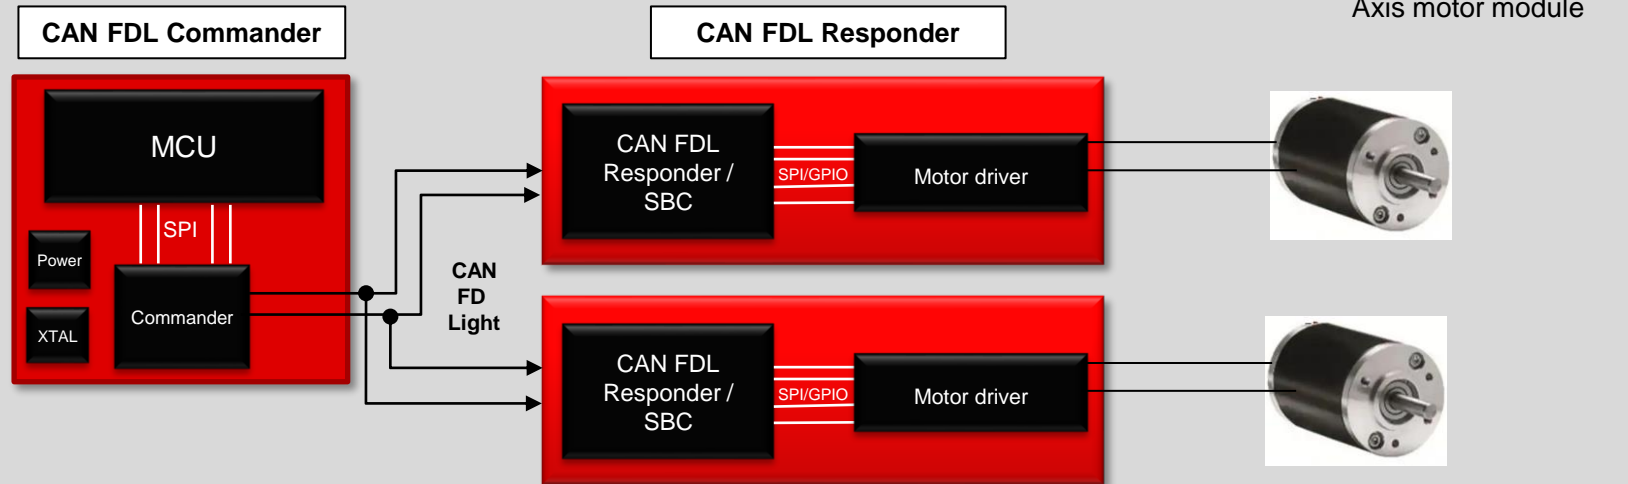 Axis motor module
CAN FDL Commander
CAN FDL Responder
MCU
SPI
Power
XTAL
Commander
CAN
FD
Light
CAN FDL
Responder /
SBC
SPI/GPIO
Motor driver
CAN FDL
Responder /
SBC
SPI/GPIO
Motor driver